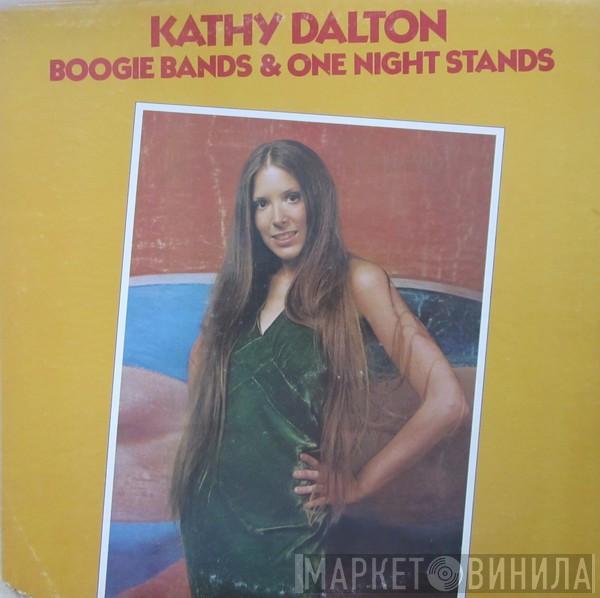 KATHY DALTON
BOOGIE BANDS & ONE NIGHT STANDS
МАРКЕТ ВИНИЛА